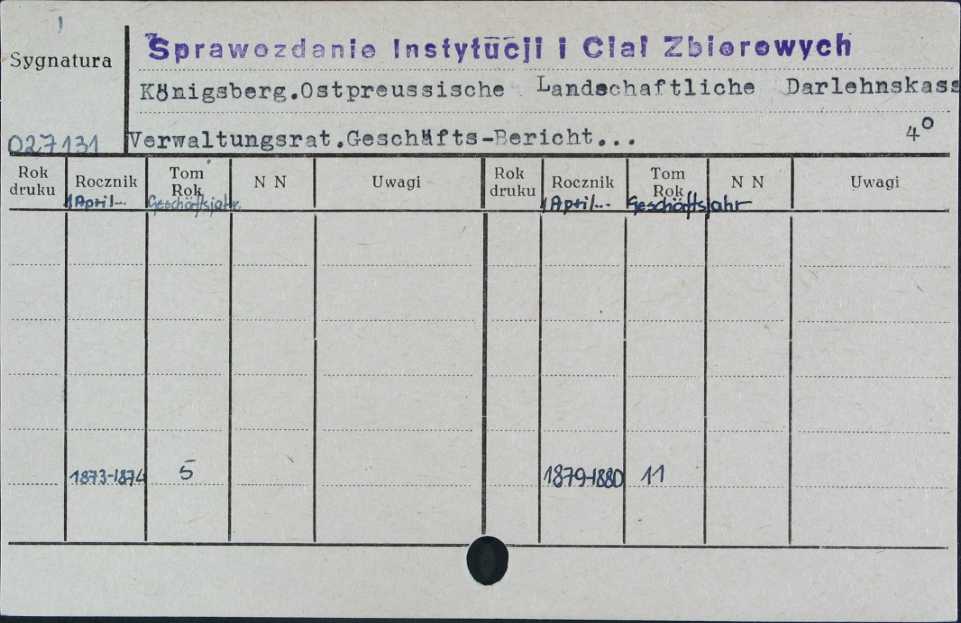 Sprawozdanie Instytucji i Ciał Zbiorowych
Sygnatura
Königsberg.Ostpreussische Landschaftliche Darlehnskass
027131 Verwaltungsrat.Geschäfts-Bericht... 4°
Rok druku Rocznik Tom Rok N N Uwagi Rok druku Rocznik Tom Rok N N Uwagi
1April... Geschäftsjahr. 1April... Geschäftsjahr
1873-1874 5 1879-1880 11